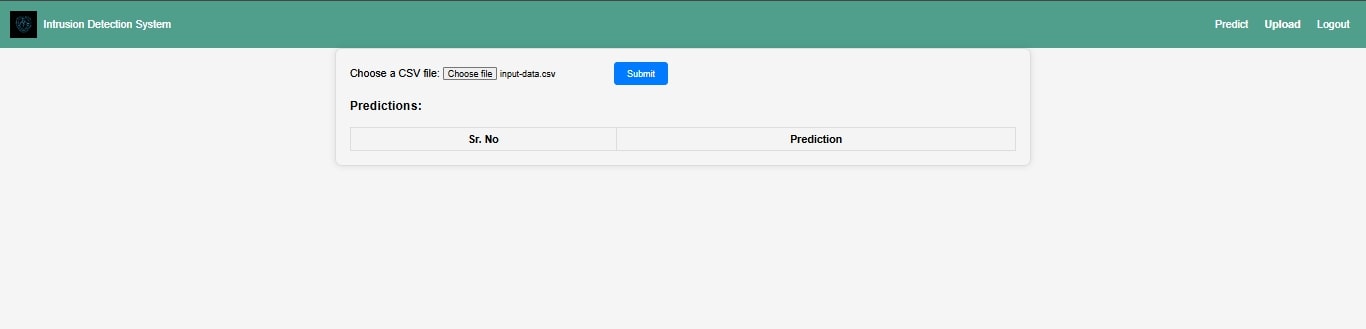 Intrusion Detection System Predict Upload Logout
Choose a CSV file: Choose file input-data.csv Submit
Predictions:
Sr. No Prediction